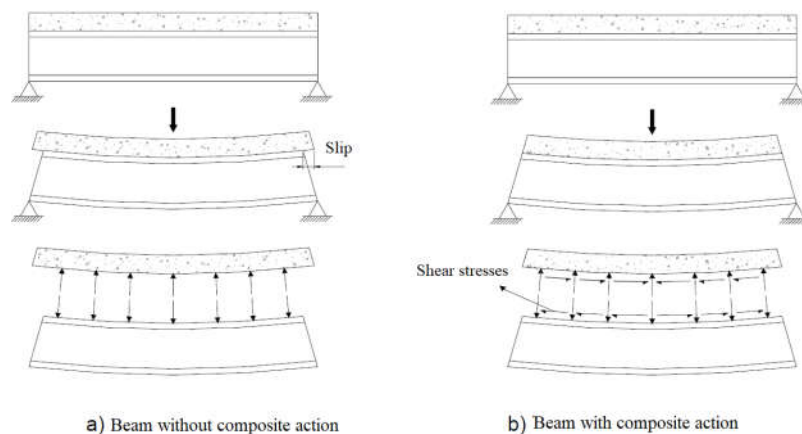 Slip
Shear stresses
a) Beam without composite action
b) Beam with composite action